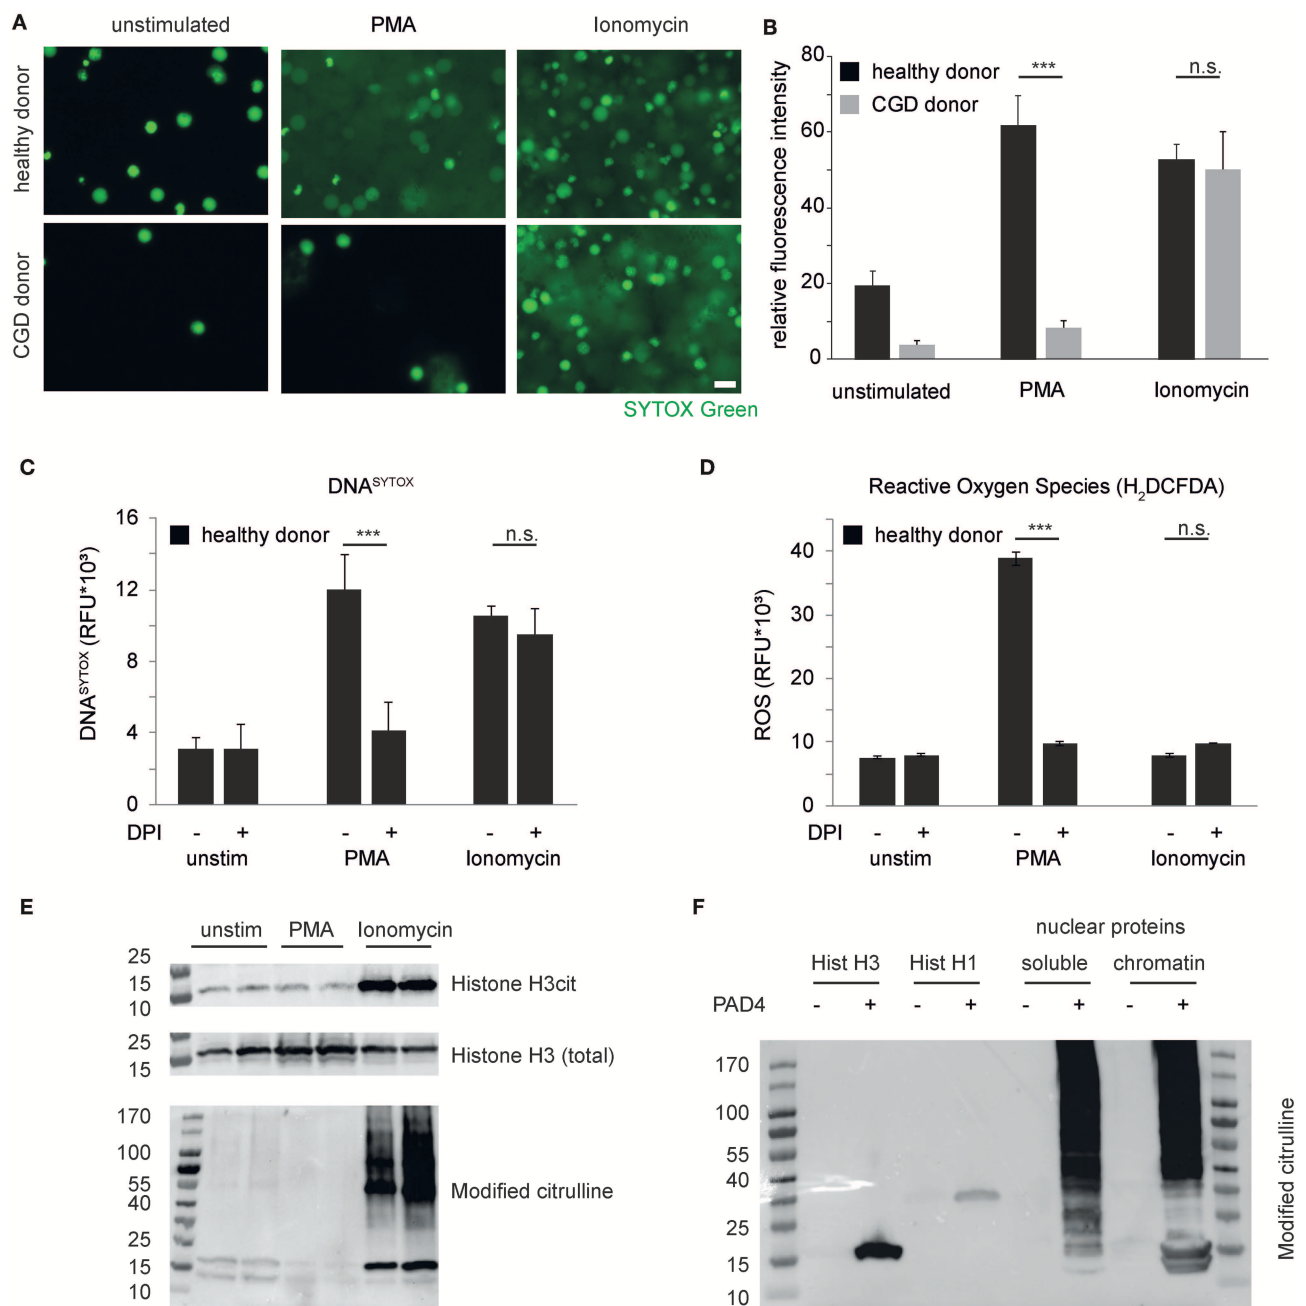 A
unstimulated
PMA
Ionomycin
healthy donor
CGD donor
SYTOX Green
B
relative fluorescence intensity
80
60
40
20
0
healthy donor
CGD donor
***
n.s.
unstimulated
PMA
Ionomycin
C
DNA^SYTOX
DNA^SYTOX (RFU*10³)
16
12
8
4
0
healthy donor
***
n.s.
DPI - + - + - +
unstim PMA Ionomycin
D
Reactive Oxygen Species (H₂DCFDA)
ROS (RFU*10³)
40
30
20
10
0
healthy donor
***
n.s.
DPI - + - + - +
unstim PMA Ionomycin
E
unstim PMA Ionomycin
25
15
10
Histone H3cit
25
15
Histone H3 (total)
170
100
55
40
25
15
10
Modified citrulline
F
nuclear proteins
Hist H3 Hist H1 soluble chromatin
PAD4 - + - + - + - +
170
100
55
40
25
15
10
Modified citrulline